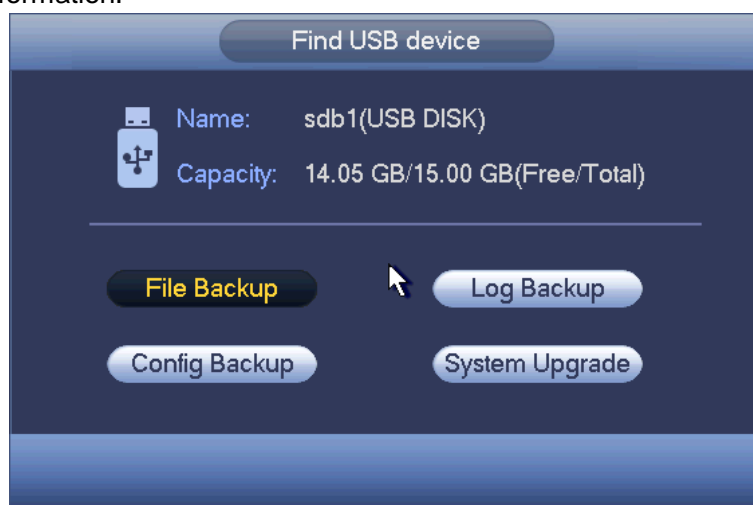 formation.
Find USB device
Name: sdb1(USB DISK)
Capacity: 14.05 GB/15.00 GB(Free/Total)
File Backup Log Backup
Config Backup System Upgrade